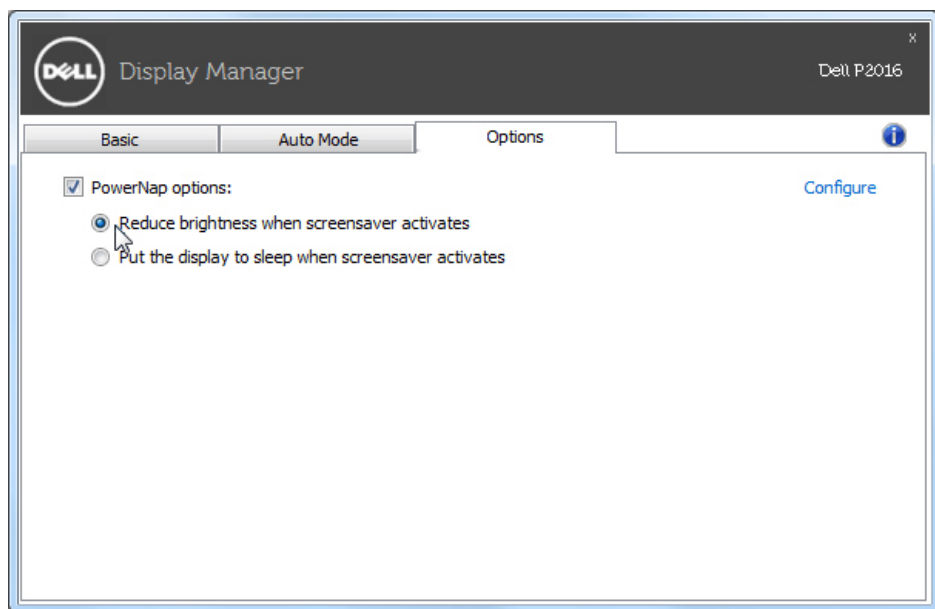 x
DELL Display Manager Dell P2016
Basic Auto Mode Options i
PowerNap options: Configure
Reduce brightness when screensaver activates
Put the display to sleep when screensaver activates